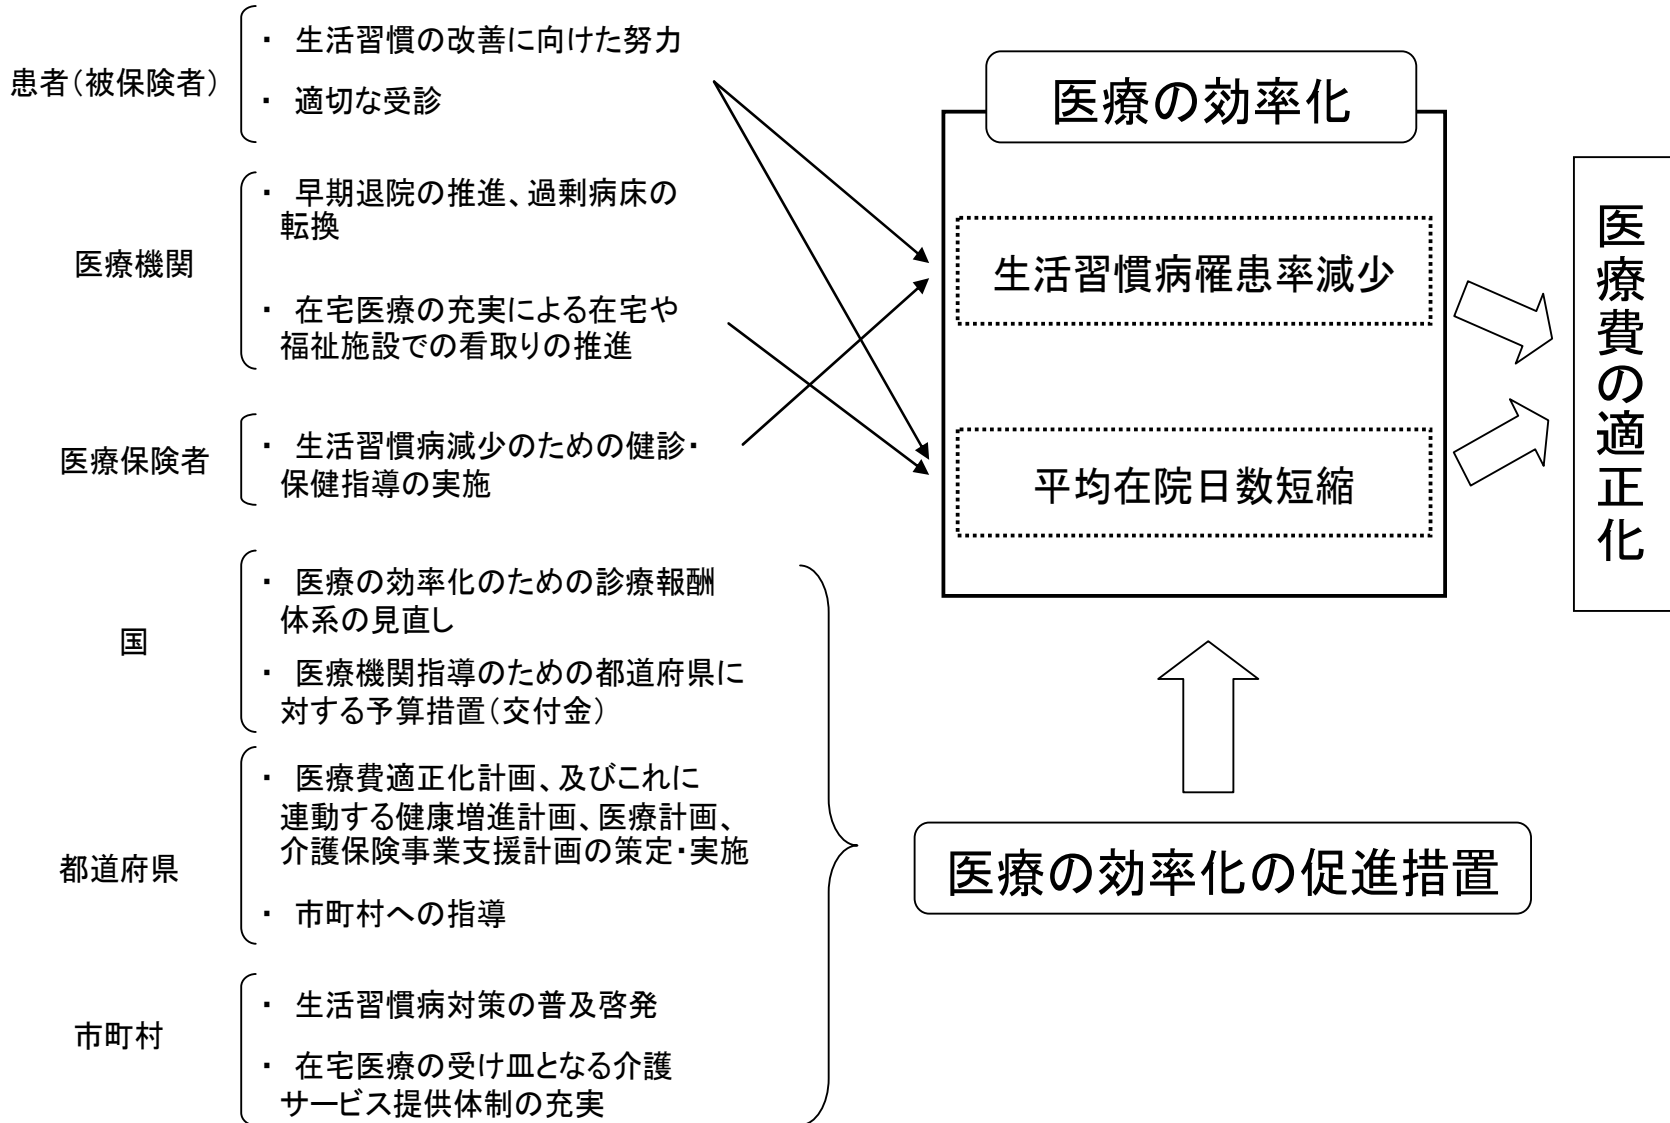 患者（被保険者）
・ 生活習慣の改善に向けた努力
・ 適切な受診
医療機関
・ 早期退院の推進、過剰病床の
転換
・ 在宅医療の充実による在宅や
福祉施設での看取りの推進
医療保険者
・ 生活習慣病減少のための健診・
保健指導の実施
国
・ 医療の効率化のための診療報酬
体系の見直し
・ 医療機関指導のための都道府県に
対する予算措置（交付金）
都道府県
・ 医療費適正化計画、及びこれに
連動する健康増進計画、医療計画、
介護保険事業支援計画の策定・実施
・ 市町村への指導
市町村
・ 生活習慣病対策の普及啓発
・ 在宅医療の受け皿となる介護
サービス提供体制の充実
医療の効率化
生活習慣病罹患率減少
平均在院日数短縮
医療の効率化の促進措置
医療費の適正化